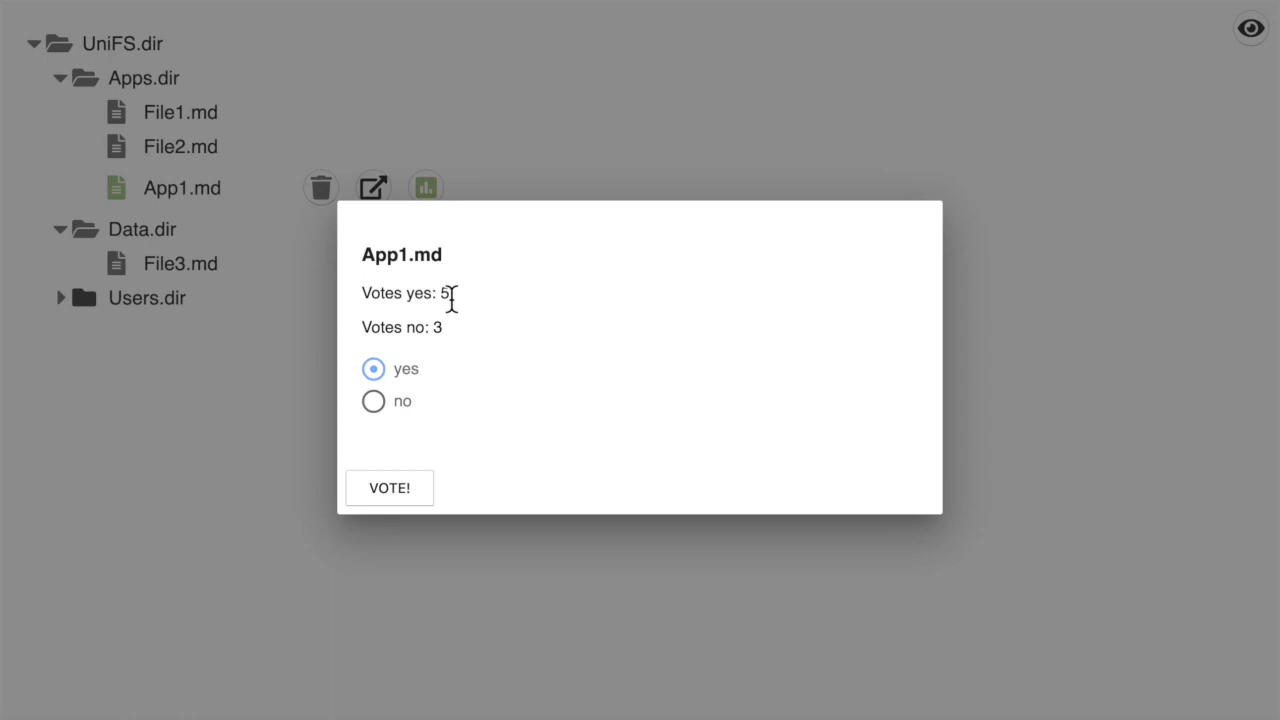 UniFS.dir
Apps.dir
File1.md
File2.md
App1.md
Data.dir
File3.md
Users.dir
App1.md
Votes yes: 5
Votes no: 3
yes
no
VOTE!